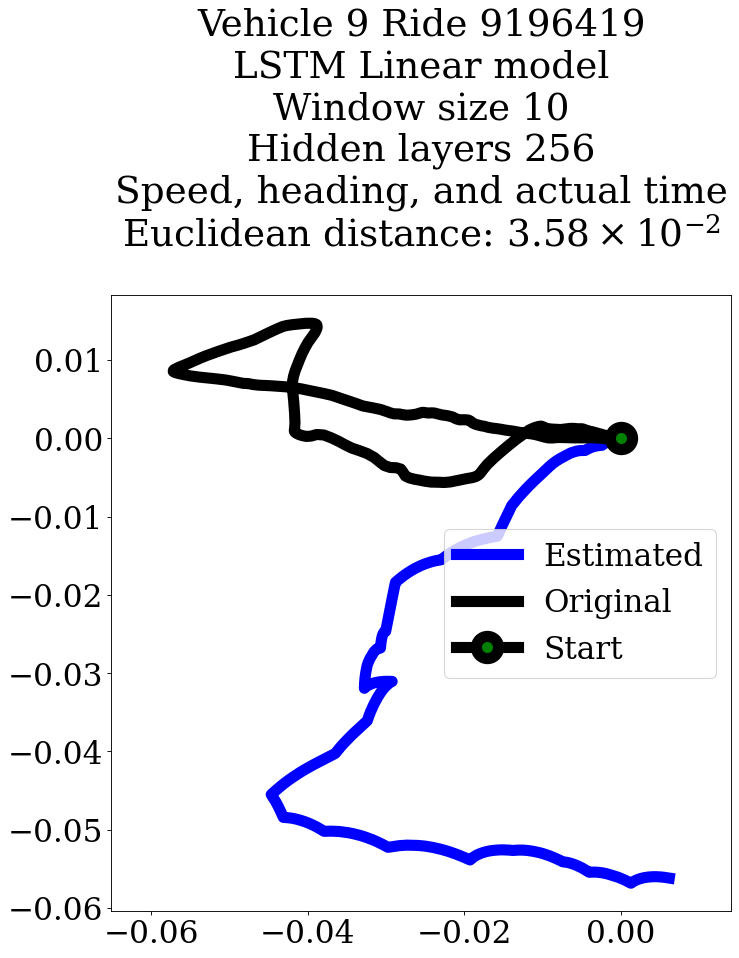 Vehicle 9 Ride 9196419
LSTM Linear model
Window size 10
Hidden layers 256
Speed, heading, and actual time
Euclidean distance: 3.58 × 10⁻²
0.01
0.00
−0.01
−0.02
−0.03
−0.04
−0.05
−0.06
Estimated
Original
Start
−0.06 −0.04 −0.02 0.00